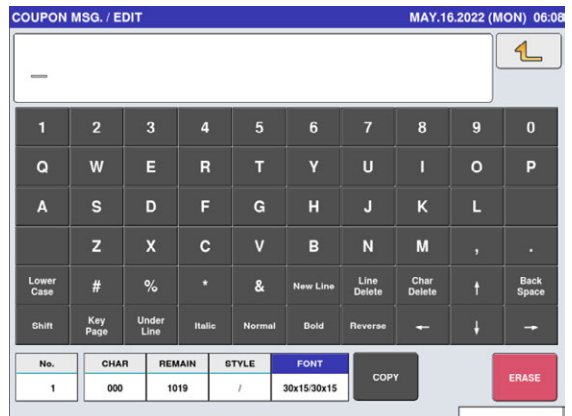 COUPON MSG. / EDIT MAY.16.2022 (MON) 06:08
1 2 3 4 5 6 7 8 9 0
Q W E R T Y U I O P
A S D F G H J K L
Z X C V B N M , .
Lower Case # % * & New Line Line Delete Char Delete ↑ Back Space
Shift Key Page Under Line Italic Normal Bold Reverse ← ↓ →
No. CHAR REMAIN STYLE FONT COPY ERASE
1 000 1019 / 30x15/30x15